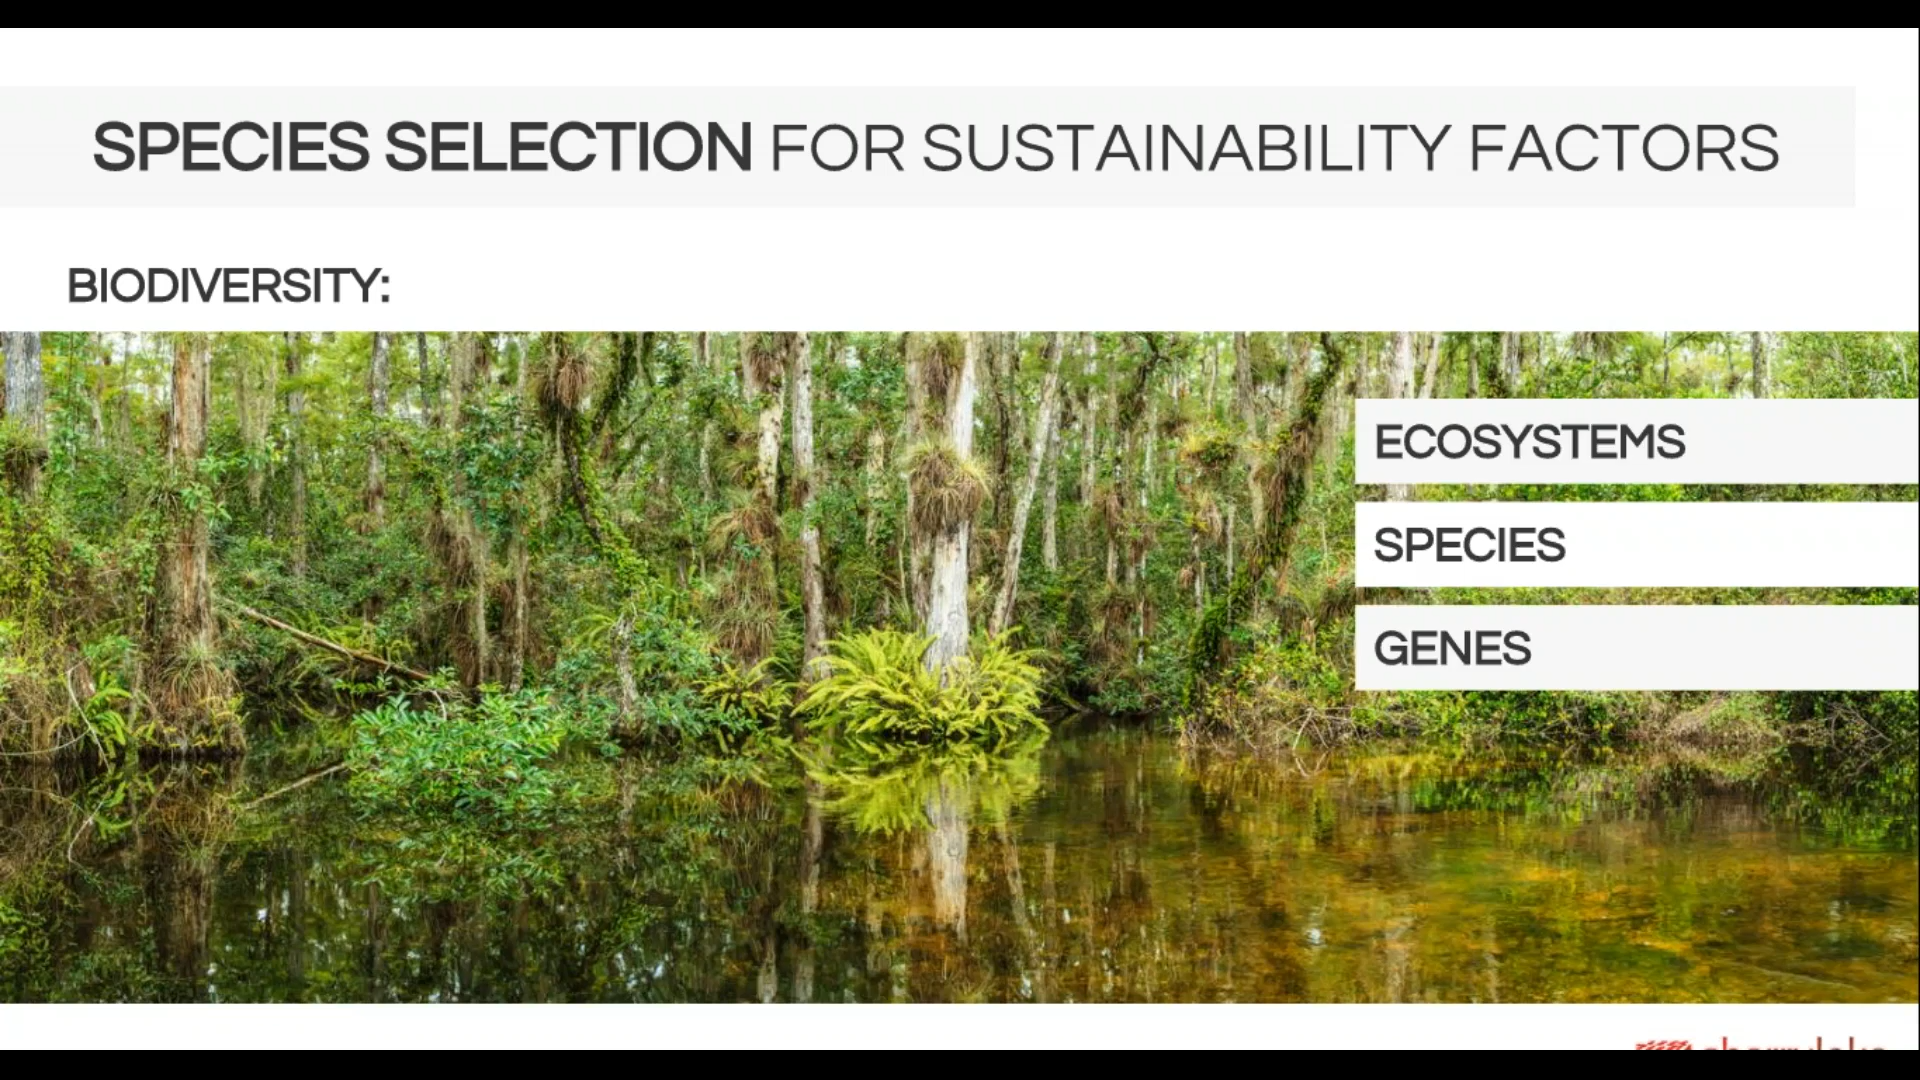 SPECIES SELECTION FOR SUSTAINABILITY FACTORS
BIODIVERSITY:
ECOSYSTEMS
SPECIES
GENES